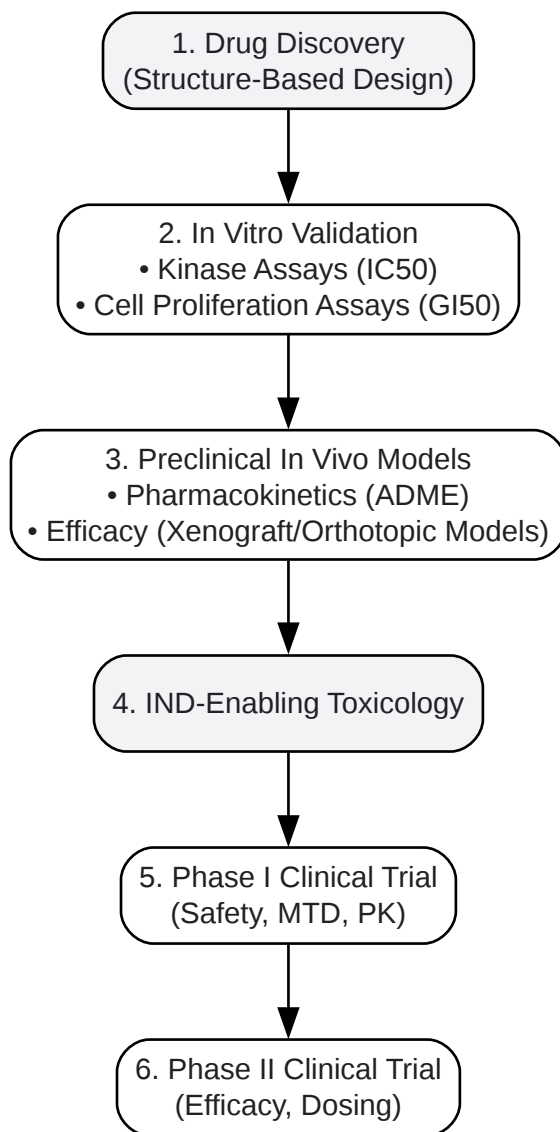 1. Drug Discovery
(Structure-Based Design)
2. In Vitro Validation
• Kinase Assays (IC50)
• Cell Proliferation Assays (GI50)
3. Preclinical In Vivo Models
• Pharmacokinetics (ADME)
• Efficacy (Xenograft/Orthotopic Models)
4. IND-Enabling Toxicology
5. Phase I Clinical Trial
(Safety, MTD, PK)
6. Phase II Clinical Trial
(Efficacy, Dosing)